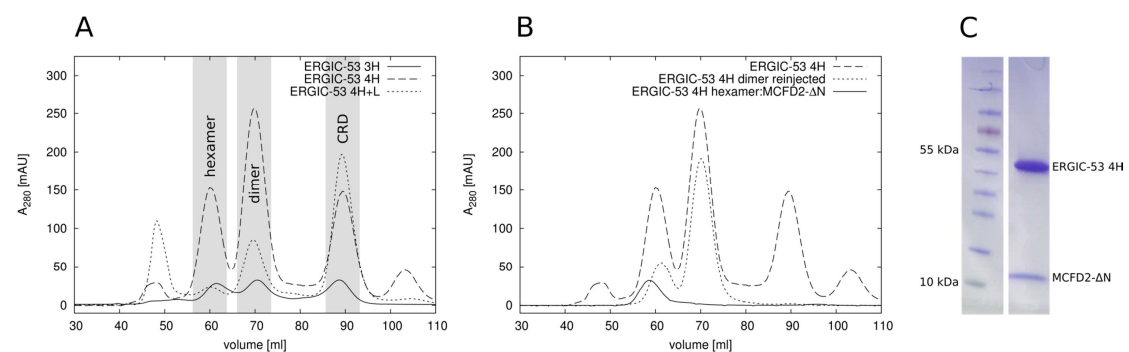 A
ERGIC-53 3H
ERGIC-53 4H
ERGIC-53 4H+L
hexamer
dimer
CRD
300
250
200
150
100
50
0
A280 [mAU]
30 40 50 60 70 80 90 100 110
volume [ml]
B
ERGIC-53 4H
ERGIC-53 4H dimer reinjected
ERGIC-53 4H hexamer:MCFD2-ΔN
300
250
200
150
100
50
0
A280 [mAU]
30 40 50 60 70 80 90 100 110
volume [ml]
C
55 kDa
ERGIC-53 4H
10 kDa
MCFD2-ΔN